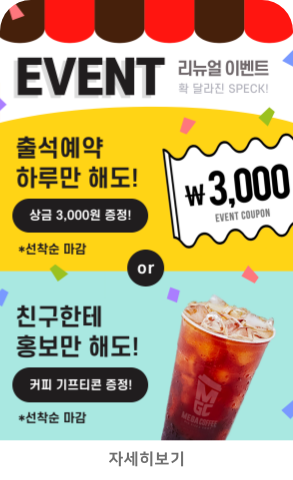 EVENT
리뉴얼 이벤트
확 달라진 SPECK!
출석예약
하루만 해도!
상금 3,000원 증정!
*선착순 마감
₩3,000
EVENT COUPON
or
친구한테
홍보만 해도!
커피 기프티콘 증정!
*선착순 마감
MGC
MEGA COFFEE
자세히보기